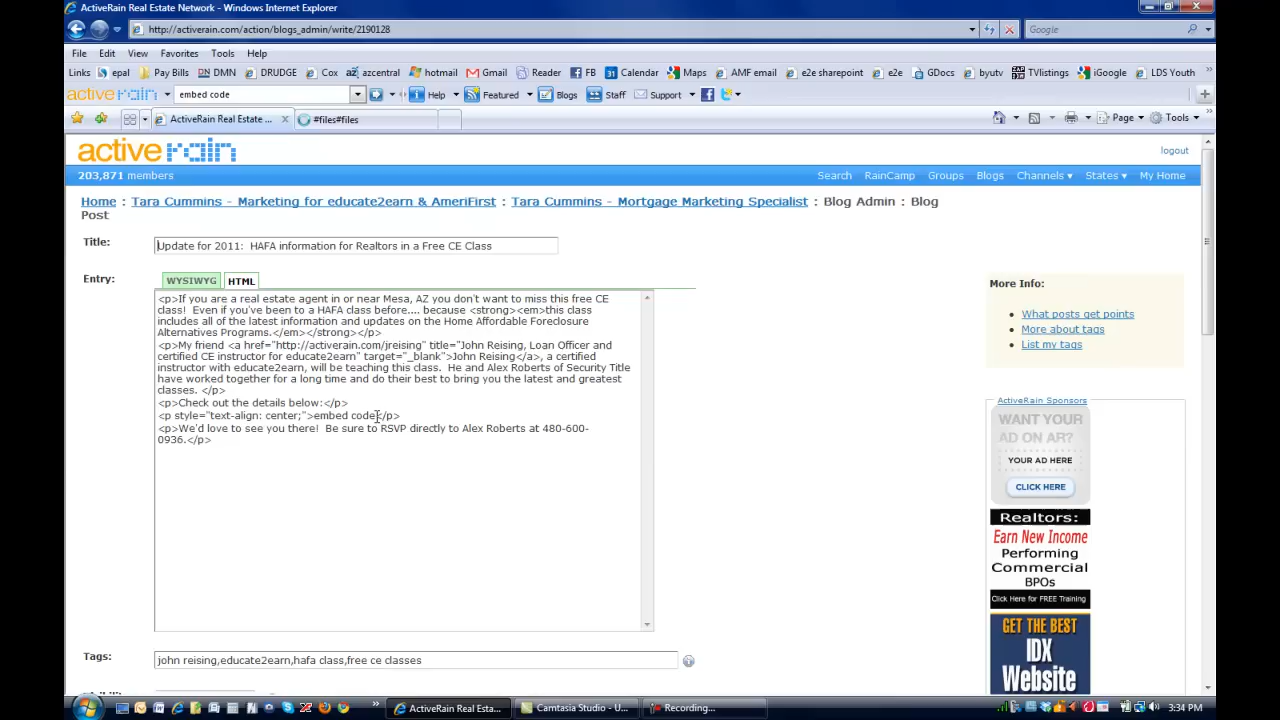 ActiveRain Real Estate Network - Windows Internet Explorer
http://activerain.com/action/blogs_admin/write/2190128
Google
File Edit View Favorites Tools Help
Links epal Pay Bills DN DMN DRUDGE Cox azcentral hotmail Gmail Reader FB Calendar Maps AMF email e2e sharepoint e2e GD3xs byutv TVlistings iGoogle LDS Youth
activerain embed code Help Featured Blogs Staff Support
ActiveRain Real Estate ... #files#files
Page Tools
activerain
logout
203,871 members
Search RainCamp Groups Blogs Channels States My Home
Home : Tara Cummins - Marketing for educate2earn & AmeriFirst : Tara Cummins - Mortgage Marketing Specialist : Blog Admin : Blog
Post
Title: Update for 2011: HAFA information for Realtors in a Free CE Class
Entry: WYSIWYG HTML
<p>If you are a real estate agent in or near Mesa, AZ you don't want to miss this free CE
class! Even if you've been to a HAFA class before.... because <strong><em>this class
includes all of the latest information and updates on the Home Affordable Foreclosure
Alternatives Programs.</em></strong></p>
<p>My friend <a href="http://activerain.com/jreising" title="John Reising, Loan Officer and
certified CE instructor for educate2earn" target="_blank">John Reising</a>, a certified
instructor with educate2earn, will be teaching this class. He and Alex Roberts of Security Title
have worked together for a long time and do their best to bring you the latest and greatest
classes. </p>
<p>Check out the details below:</p>
<p style="text-align: center;">embed code</p>
<p>We'd love to see you there! Be sure to RSVP directly to Alex Roberts at 480-600-
0936.</p>
Tags: john reising,educate2earn,hafa class,free ce classes
More Info:
What posts get points
More about tags
List my tags
ActiveRain Sponsors
WANT YOUR
AD ON AR?
YOUR AD HERE
CLICK HERE
Realtors:
Earn New Income
Performing
Commercial
BPOs
Click Here for FREE Training
GET THE BEST
IDX
Website
ActiveRain Real Esta... Camtasia Studio - U... Recording...
3:34 PM